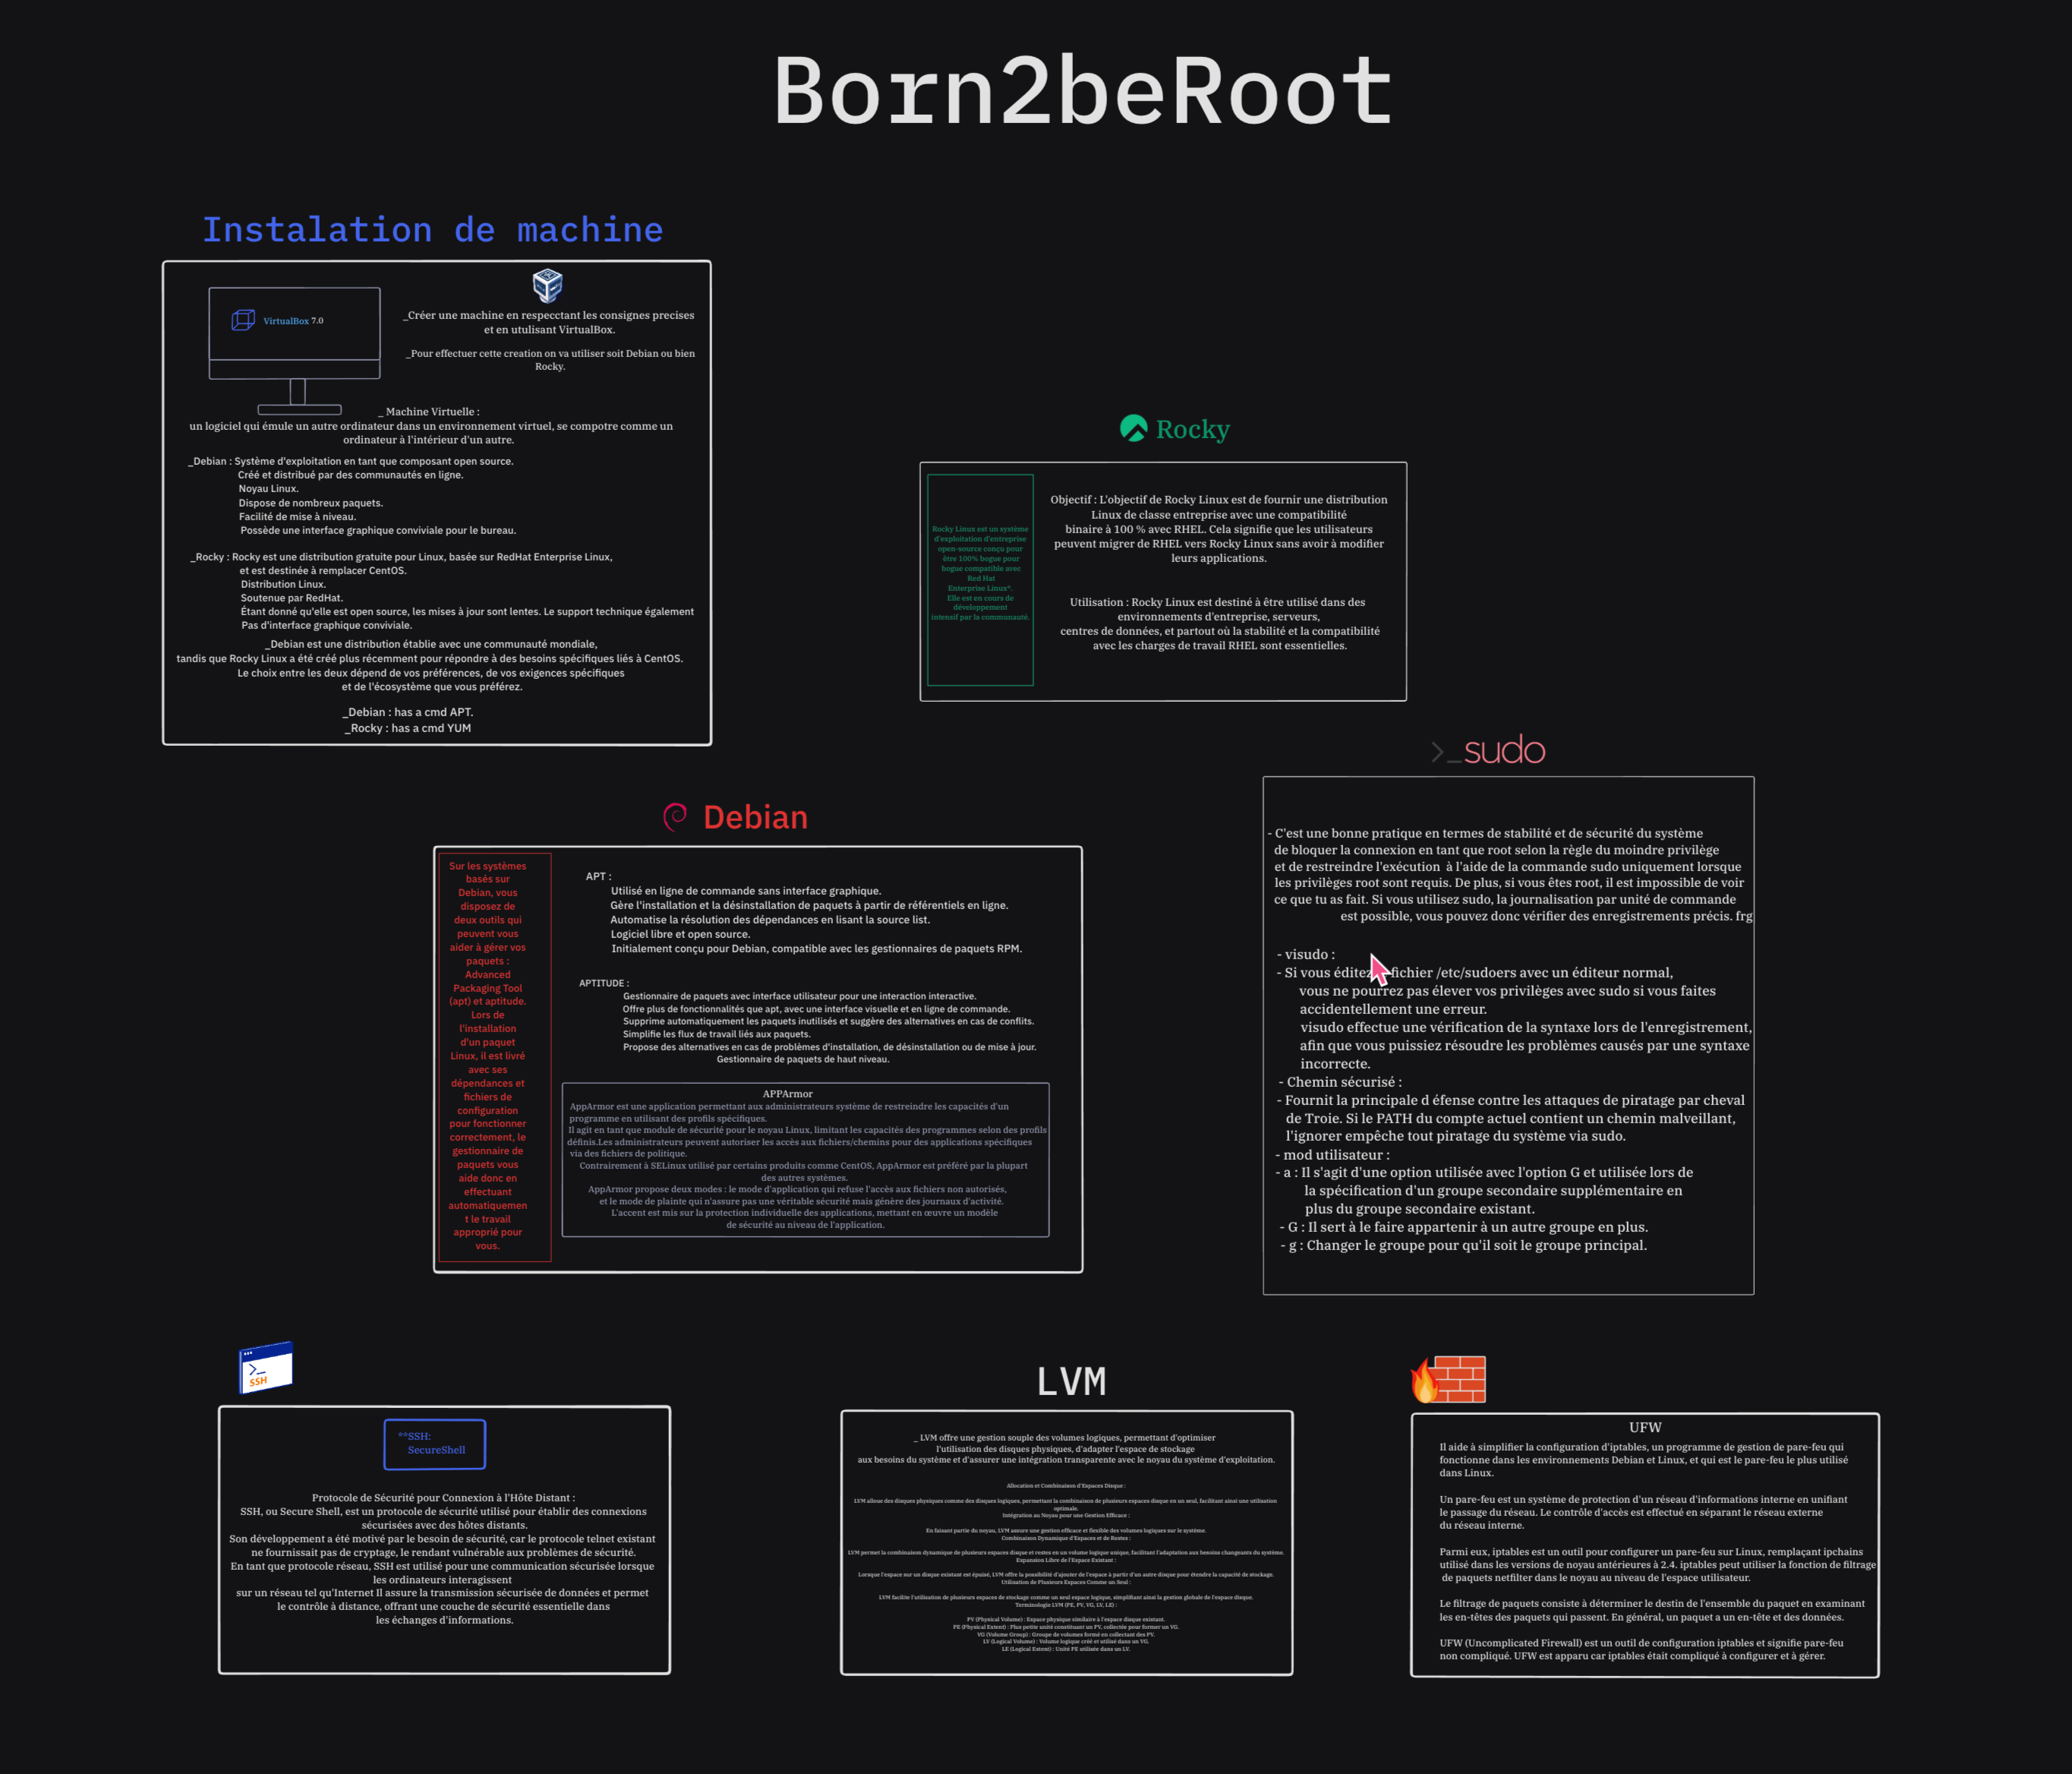 Born2beRoot
Instalation de machine
VirtualBox 7.0
_Créer une machine en respecctant les consignes precises
et en utulisant VirtualBox.
_Pour effectuer cette creation on va utiliser soit Debian ou bien
Rocky.
_ Machine Virtuelle :
un logiciel qui émule un autre ordinateur dans un environnement virtuel, se compotre comme un
ordinateur à l'intérieur d'un autre.
_Debian : Système d'exploitation en tant que composant open source.
Créé et distribué par des communautés en ligne.
Noyau Linux.
Dispose de nombreux paquets.
Facilité de mise à niveau.
Possède une interface graphique conviviale pour le bureau.
_Rocky : Rocky est une distribution gratuite pour Linux, basée sur RedHat Enterprise Linux,
et est destinée à remplacer CentOS.
Distribution Linux.
Soutenue par RedHat.
Étant donné qu'elle est open source, les mises à jour sont lentes. Le support technique également
Pas d'interface graphique conviviale.
_Debian est une distribution établie avec une communauté mondiale,
tandis que Rocky Linux a été créé plus récemment pour répondre à des besoins spécifiques liés à CentOS.
Le choix entre les deux dépend de vos préférences, de vos exigences spécifiques
et de l'écosystème que vous préférez.
_Debian : has a cmd APT.
_Rocky : has a cmd YUM
Rocky
Rocky Linux est un système
d'exploitation d'entreprise
open-source conçu pour
être 100% bogue pour
bogue compatible avec
Red Hat
Enterprise Linux®.
Elle est en cours de
développement
intensif par la communauté.
Objectif : L'objectif de Rocky Linux est de fournir une distribution
Linux de classe entreprise avec une compatibilité
binaire à 100 % avec RHEL. Cela signifie que les utilisateurs
peuvent migrer de RHEL vers Rocky Linux sans avoir à modifier
leurs applications.
Utilisation : Rocky Linux est destiné à être utilisé dans des
environnements d'entreprise, serveurs,
centres de données, et partout où la stabilité et la compatibilité
avec les charges de travail RHEL sont essentielles.
>_sudo
- C'est une bonne pratique en termes de stabilité et de sécurité du système
de bloquer la connexion en tant que root selon la règle du moindre privilège
et de restreindre l'exécution à l'aide de la commande sudo uniquement lorsque
les privilèges root sont requis. De plus, si vous êtes root, il est impossible de voir
ce que tu as fait. Si vous utilisez sudo, la journalisation par unité de commande
est possible, vous pouvez donc vérifier des enregistrements précis. frg
- visudo :
- Si vous éditez fichier /etc/sudoers avec un éditeur normal,
vous ne pourrez pas élever vos privilèges avec sudo si vous faites
accidentellement une erreur.
visudo effectue une vérification de la syntaxe lors de l'enregistrement,
afin que vous puissiez résoudre les problèmes causés par une syntaxe
incorrecte.
- Chemin sécurisé :
- Fournit la principale d éfense contre les attaques de piratage par cheval
de Troie. Si le PATH du compte actuel contient un chemin malveillant,
l'ignorer empêche tout piratage du système via sudo.
- mod utilisateur :
- a : Il s'agit d'une option utilisée avec l'option G et utilisée lors de
la spécification d'un groupe secondaire supplémentaire en
plus du groupe secondaire existant.
- G : Il sert à le faire appartenir à un autre groupe en plus.
- g : Changer le groupe pour qu'il soit le groupe principal.
Debian
Sur les systèmes
basés sur
Debian, vous
disposez de
deux outils qui
peuvent vous
aider à gérer vos
paquets :
Advanced
Packaging Tool
(apt) et aptitude.
Lors de
l'installation
d'un paquet
Linux, il est livré
avec ses
dépendances et
fichiers de
configuration
pour fonctionner
correctement, le
gestionnaire de
paquets vous
aide donc en
effectuant
automatiquemen
t le travail
approprié pour
vous.
APT :
Utilisé en ligne de commande sans interface graphique.
Gère l'installation et la désinstallation de paquets à partir de référentiels en ligne.
Automatise la résolution des dépendances en lisant la source list.
Logiciel libre et open source.
Initialement conçu pour Debian, compatible avec les gestionnaires de paquets RPM.
APTITUDE :
Gestionnaire de paquets avec interface utilisateur pour une interaction interactive.
Offre plus de fonctionnalités que apt, avec une interface visuelle et en ligne de commande.
Supprime automatiquement les paquets inutilisés et suggère des alternatives en cas de conflits.
Simplifie les flux de travail liés aux paquets.
Propose des alternatives en cas de problèmes d'installation, de désinstallation ou de mise à jour.
Gestionnaire de paquets de haut niveau.
APPArmor
AppArmor est une application permettant aux administrateurs système de restreindre les capacités d'un
programme en utilisant des profils spécifiques.
Il agit en tant que module de sécurité pour le noyau Linux, limitant les capacités des programmes selon des profils
définis.Les administrateurs peuvent autoriser les accès aux fichiers/chemins pour des applications spécifiques
via des fichiers de politique.
Contrairement à SELinux utilisé par certains produits comme CentOS, AppArmor est préféré par la plupart
des autres systèmes.
AppArmor propose deux modes : le mode d'application qui refuse l'accès aux fichiers non autorisés,
et le mode de plainte qui n'assure pas une véritable sécurité mais génère des journaux d'activité.
L'accent est mis sur la protection individuelle des applications, mettant en œuvre un modèle
de sécurité au niveau de l'application.
>_
SSH
**SSH:
SecureShell
Protocole de Sécurité pour Connexion à l'Hôte Distant :
SSH, ou Secure Shell, est un protocole de sécurité utilisé pour établir des connexions
sécurisées avec des hôtes distants.
Son développement a été motivé par le besoin de sécurité, car le protocole telnet existant
ne fournissait pas de cryptage, le rendant vulnérable aux problèmes de sécurité.
En tant que protocole réseau, SSH est utilisé pour une communication sécurisée lorsque
les ordinateurs interagissent
sur un réseau tel qu'Internet Il assure la transmission sécurisée de données et permet
le contrôle à distance, offrant une couche de sécurité essentielle dans
les échanges d'informations.
LVM
_ LVM offre une gestion souple des volumes logiques, permettant d'optimiser
l'utilisation des disques physiques, d'adapter l'espace de stockage
aux besoins du système et d'assurer une intégration transparente avec le noyau du système d'exploitation.
Allocation et Combinaison d'Espaces Disque :
LVM alloue des disques physiques comme des disques logiques, permettant la combinaison de plusieurs espaces disque en un seul, facilitant ainsi une utilisation
optimale.
Intégration au Noyau pour une Gestion Efficace :
En faisant partie du noyau, LVM assure une gestion efficace et flexible des volumes logiques sur le système.
Combinaison Dynamique d'Espaces et de Restes :
LVM permet la combinaison dynamique de plusieurs espaces disque et restes en un volume logique unique, facilitant l'adaptation aux besoins changeants du système.
Expansion Libre de l'Espace Existant :
Lorsque l'espace sur un disque existant est épuisé, LVM offre la possibilité d'ajouter de l'espace à partir d'un autre disque pour étendre la capacité de stockage.
Utilisation de Plusieurs Espaces Comme un Seul :
LVM facilite l'utilisation de plusieurs espaces de stockage comme un seul espace logique, simplifiant ainsi la gestion globale de l'espace disque.
Terminologie LVM (PE, PV, VG, LV, LE) :
PV (Physical Volume) : Espace physique similaire à l'espace disque existant.
PE (Physical Extent) : Plus petite unité constituant un PV, collectée pour former un VG.
VG (Volume Group) : Groupe de volumes formé en collectant des PV.
LV (Logical Volume) : Volume logique créé et utilisé dans un VG.
LE (Logical Extent) : Unité PE utilisée dans un LV.
UFW
Il aide à simplifier la configuration d'iptables, un programme de gestion de pare-feu qui
fonctionne dans les environnements Debian et Linux, et qui est le pare-feu le plus utilisé
dans Linux.
Un pare-feu est un système de protection d'un réseau d'informations interne en unifiant
le passage du réseau. Le contrôle d'accès est effectué en séparant le réseau externe
du réseau interne.
Parmi eux, iptables est un outil pour configurer un pare-feu sur Linux, remplaçant ipchains
utilisé dans les versions de noyau antérieures à 2.4. iptables peut utiliser la fonction de filtrage
de paquets netfilter dans le noyau au niveau de l'espace utilisateur.
Le filtrage de paquets consiste à déterminer le destin de l'ensemble du paquet en examinant
les en-têtes des paquets qui passent. En général, un paquet a un en-tête et des données.
UFW (Uncomplicated Firewall) est un outil de configuration iptables et signifie pare-feu
non compliqué. UFW est apparu car iptables était compliqué à configurer et à gérer.